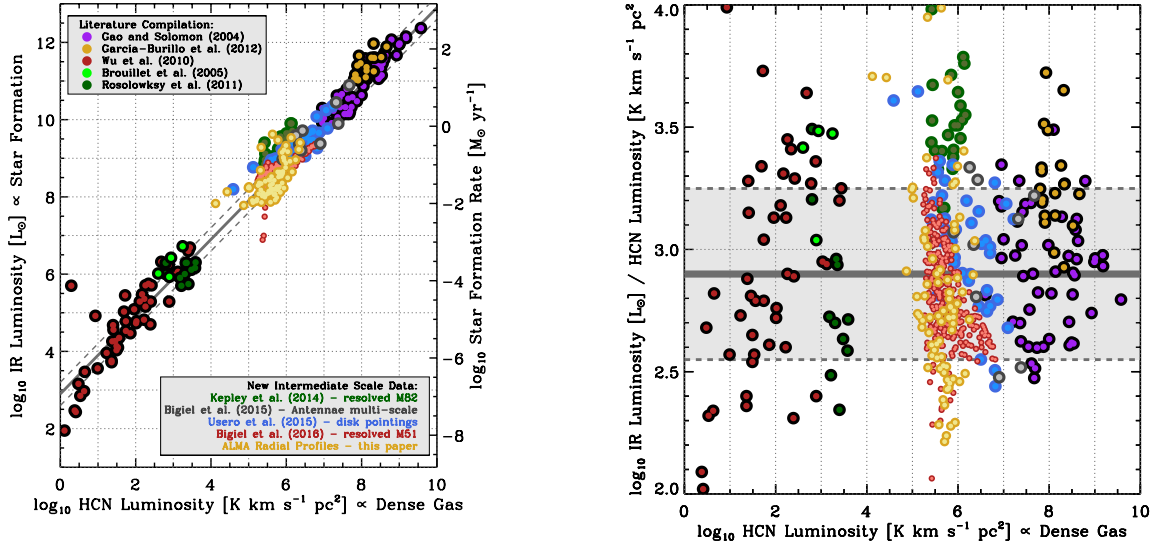 Literature Compilation:
Gao and Solomon (2004)
Garcia-Burillo et al. (2012)
Wu et al. (2010)
Brouillet et al. (2005)
Rosolowksy et al. (2011)
New Intermediate Scale Data:
Kepley et al. (2014) – resolved M82
Bigiel et al. (2015) – Antennae multi-scale
Usero et al. (2015) – disk pointings
Bigiel et al. (2016) – resolved M51
ALMA Radial Profiles – this paper
log₁₀ IR Luminosity [L⊙] ∝ Star Formation
12
10
8
6
4
2
2
0
−2
−4
−6
−8
log₁₀ Star Formation Rate [M⊙ yr⁻¹]
0 2 4 6 8 10
log₁₀ HCN Luminosity [K km s⁻¹ pc²] ∝ Dense Gas
log₁₀ IR Luminosity [L⊙] / HCN Luminosity [K km s⁻¹ pc²]
4.0
3.5
3.0
2.5
2.0
0 2 4 6 8 10
log₁₀ HCN Luminosity [K km s⁻¹ pc²] ∝ Dense Gas